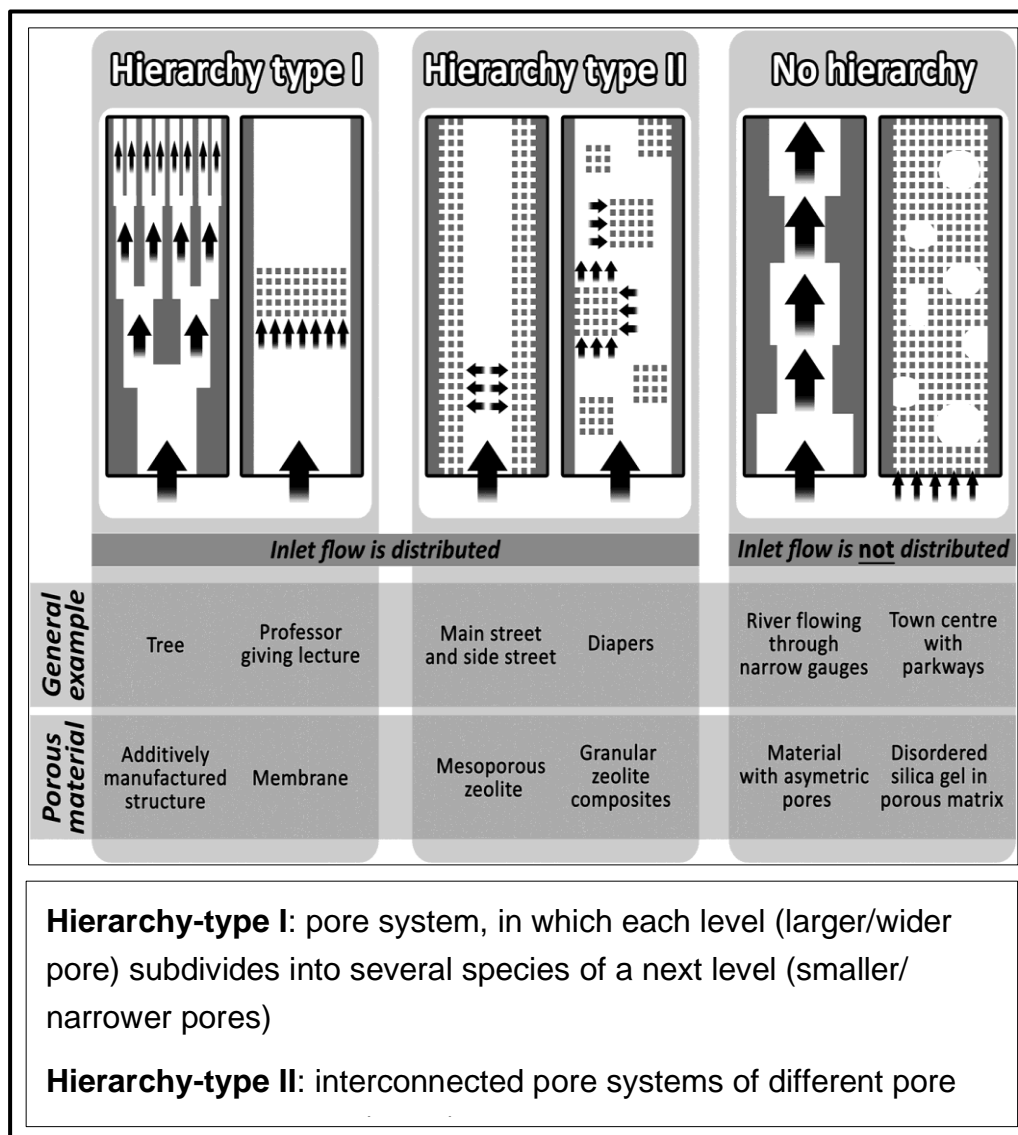 Hierarchy type I
Hierarchy type II
No hierarchy
Inlet flow is distributed
Inlet flow is not distributed
General
example
Tree
Professor
giving lecture
Main street
and side street
Diapers
River flowing
through
narrow gauges
Town centre
with
parkways
Porous
material
Additively
manufactured
structure
Membrane
Mesoporous
zeolite
Granular
zeolite
composites
Material
with asymetric
pores
Disordered
silica gel in
porous matrix
Hierarchy-type I: pore system, in which each level (larger/wider
pore) subdivides into several species of a next level (smaller/
narrower pores)
Hierarchy-type II: interconnected pore systems of different pore